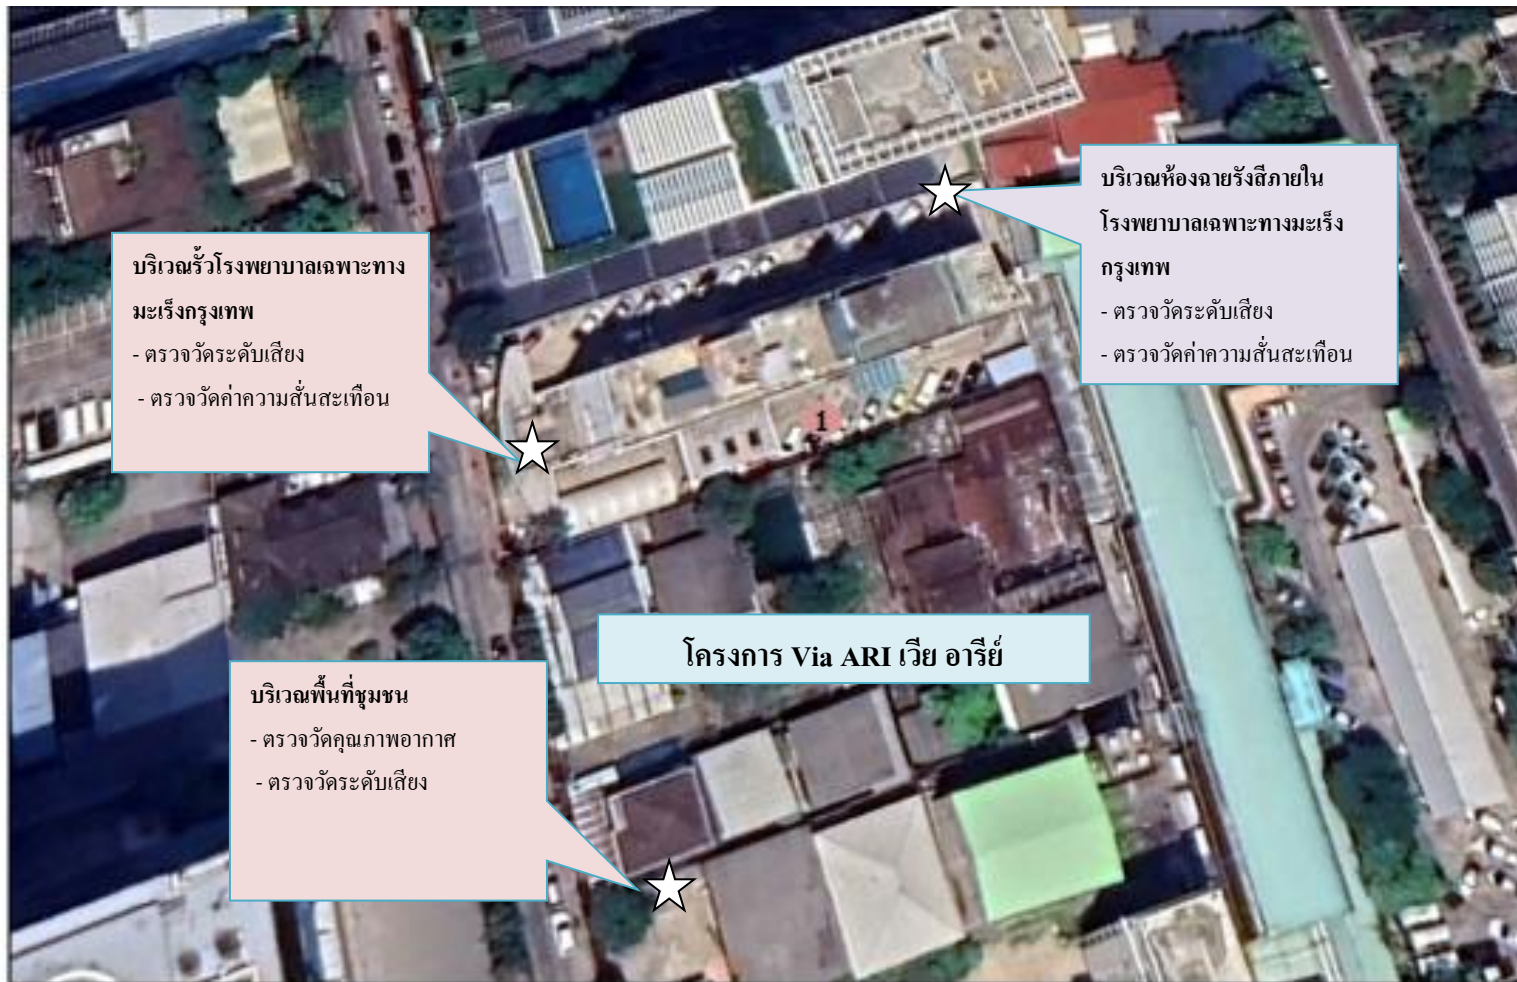 H
บริเวณห้องฉายรังสีภายใน
โรงพยาบาลเฉพาะทางมะเร็ง
กรุงเทพ
- ตรวจวัดระดับเสียง
- ตรวจวัดค่าความสั่นสะเทือน
บริเวณรั้วโรงพยาบาลเฉพาะทาง
มะเร็งกรุงเทพ
- ตรวจวัดระดับเสียง
- ตรวจวัดค่าความสั่นสะเทือน
1
โครงการ Via ARI เวีย อารีย์
บริเวณพื้นที่ชุมชน
- ตรวจวัดคุณภาพอากาศ
- ตรวจวัดระดับเสียง